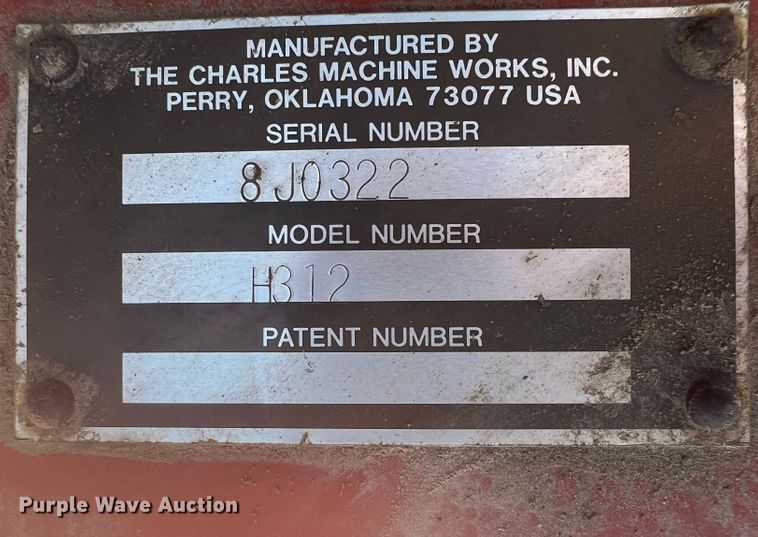 MANUFACTURED BY
THE CHARLES MACHINE WORKS, INC.
PERRY, OKLAHOMA 73077 USA
SERIAL NUMBER
8J0322
MODEL NUMBER
H312
PATENT NUMBER
Purple Wave Auction